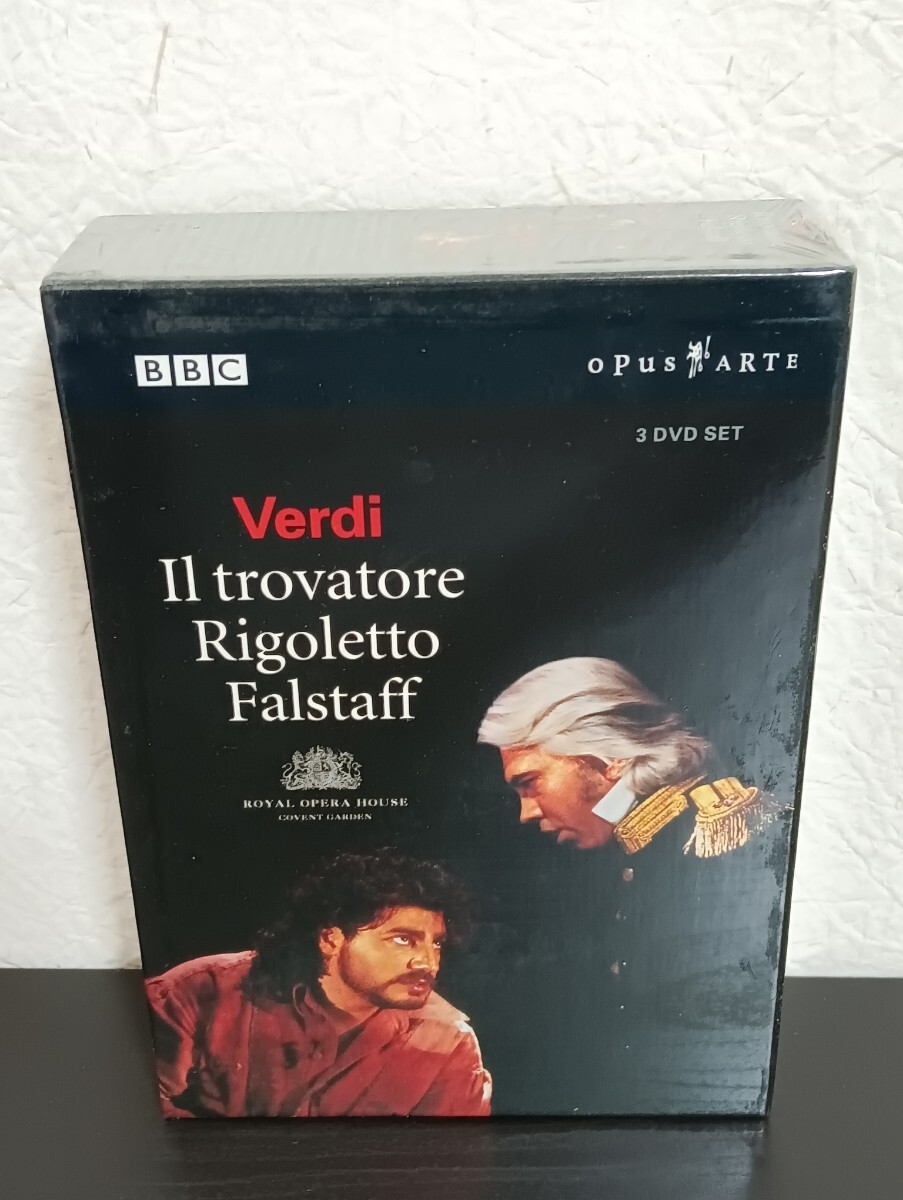 BBC
OPUS ARTE
3 DVD SET
Verdi
Il trovatore
Rigoletto
Falstaff
ROYAL OPERA HOUSE
COVENT GARDEN